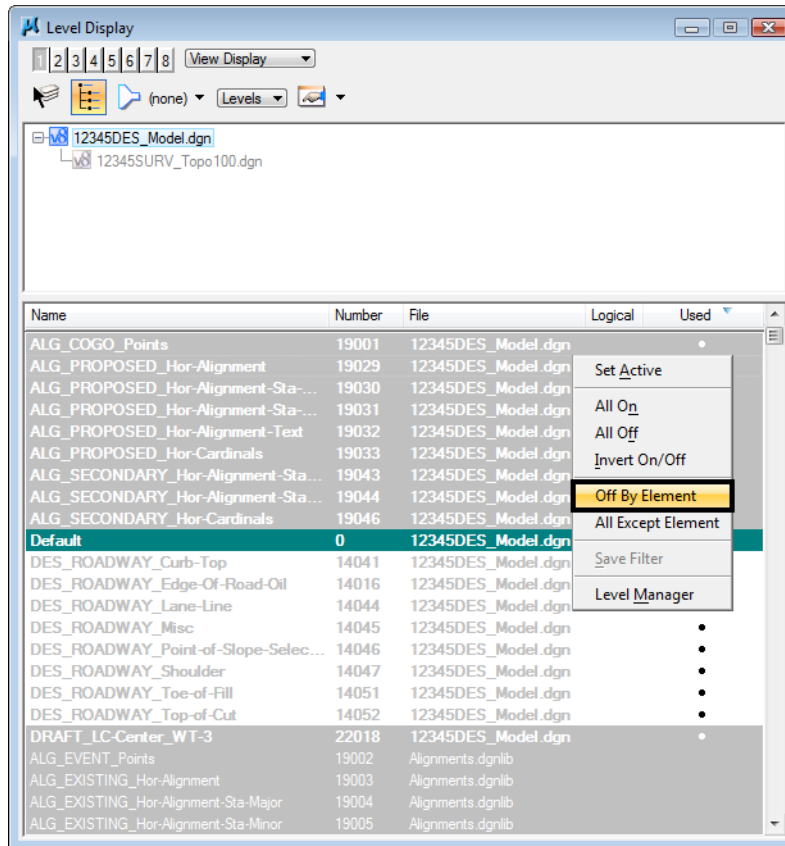 Level Display
1 2 3 4 5 6 7 8 View Display
(none) Levels
v8 12345DES_Model.dgn
v8 12345SURV_Topo100.dgn
Name Number File Logical Used
ALG_COGO_Points 19001 12345DES_Model.dgn
ALG_PROPOSED_Hor-Alignment 19029 12345DES_Model.dgn
ALG_PROPOSED_Hor-Alignment-Sta-... 19030 12345DES_Model.dgn
ALG_PROPOSED_Hor-Alignment-Sta-... 19031 12345DES_Model.dgn
ALG_PROPOSED_Hor-Alignment-Text 19032 12345DES_Model.dgn
ALG_PROPOSED_Hor-Cardinals 19033 12345DES_Model.dgn
ALG_SECONDARY_Hor-Alignment-Sta... 19043 12345DES_Model.dgn
ALG_SECONDARY_Hor-Alignment-Sta... 19044 12345DES_Model.dgn
ALG_SECONDARY_Hor-Cardinals 19046 12345DES_Model.dgn
Default 0 12345DES_Model.dgn
DES_ROADWAY_Curb-Top 14041 12345DES_Model.dgn
DES_ROADWAY_Edge-Of-Road-Oil 14016 12345DES_Model.dgn
DES_ROADWAY_Lane-Line 14044 12345DES_Model.dgn
DES_ROADWAY_Misc 14045 12345DES_Model.dgn
DES_ROADWAY_Point-of-Slope-Selec... 14046 12345DES_Model.dgn
DES_ROADWAY_Shoulder 14047 12345DES_Model.dgn
DES_ROADWAY_Toe-of-Fill 14051 12345DES_Model.dgn
DES_ROADWAY_Top-of-Cut 14052 12345DES_Model.dgn
DRAFT_LC-Center_WT-3 22018 12345DES_Model.dgn
ALG_EVENT_Points 19002 Alignments.dgnlib
ALG_EXISTING_Hor-Alignment 19003 Alignments.dgnlib
ALG_EXISTING_Hor-Alignment-Sta-Major 19004 Alignments.dgnlib
ALG_EXISTING_Hor-Alignment-Sta-Minor 19005 Alignments.dgnlib
Set Active
All On
All Off
Invert On/Off
Off By Element
All Except Element
Save Filter
Level Manager